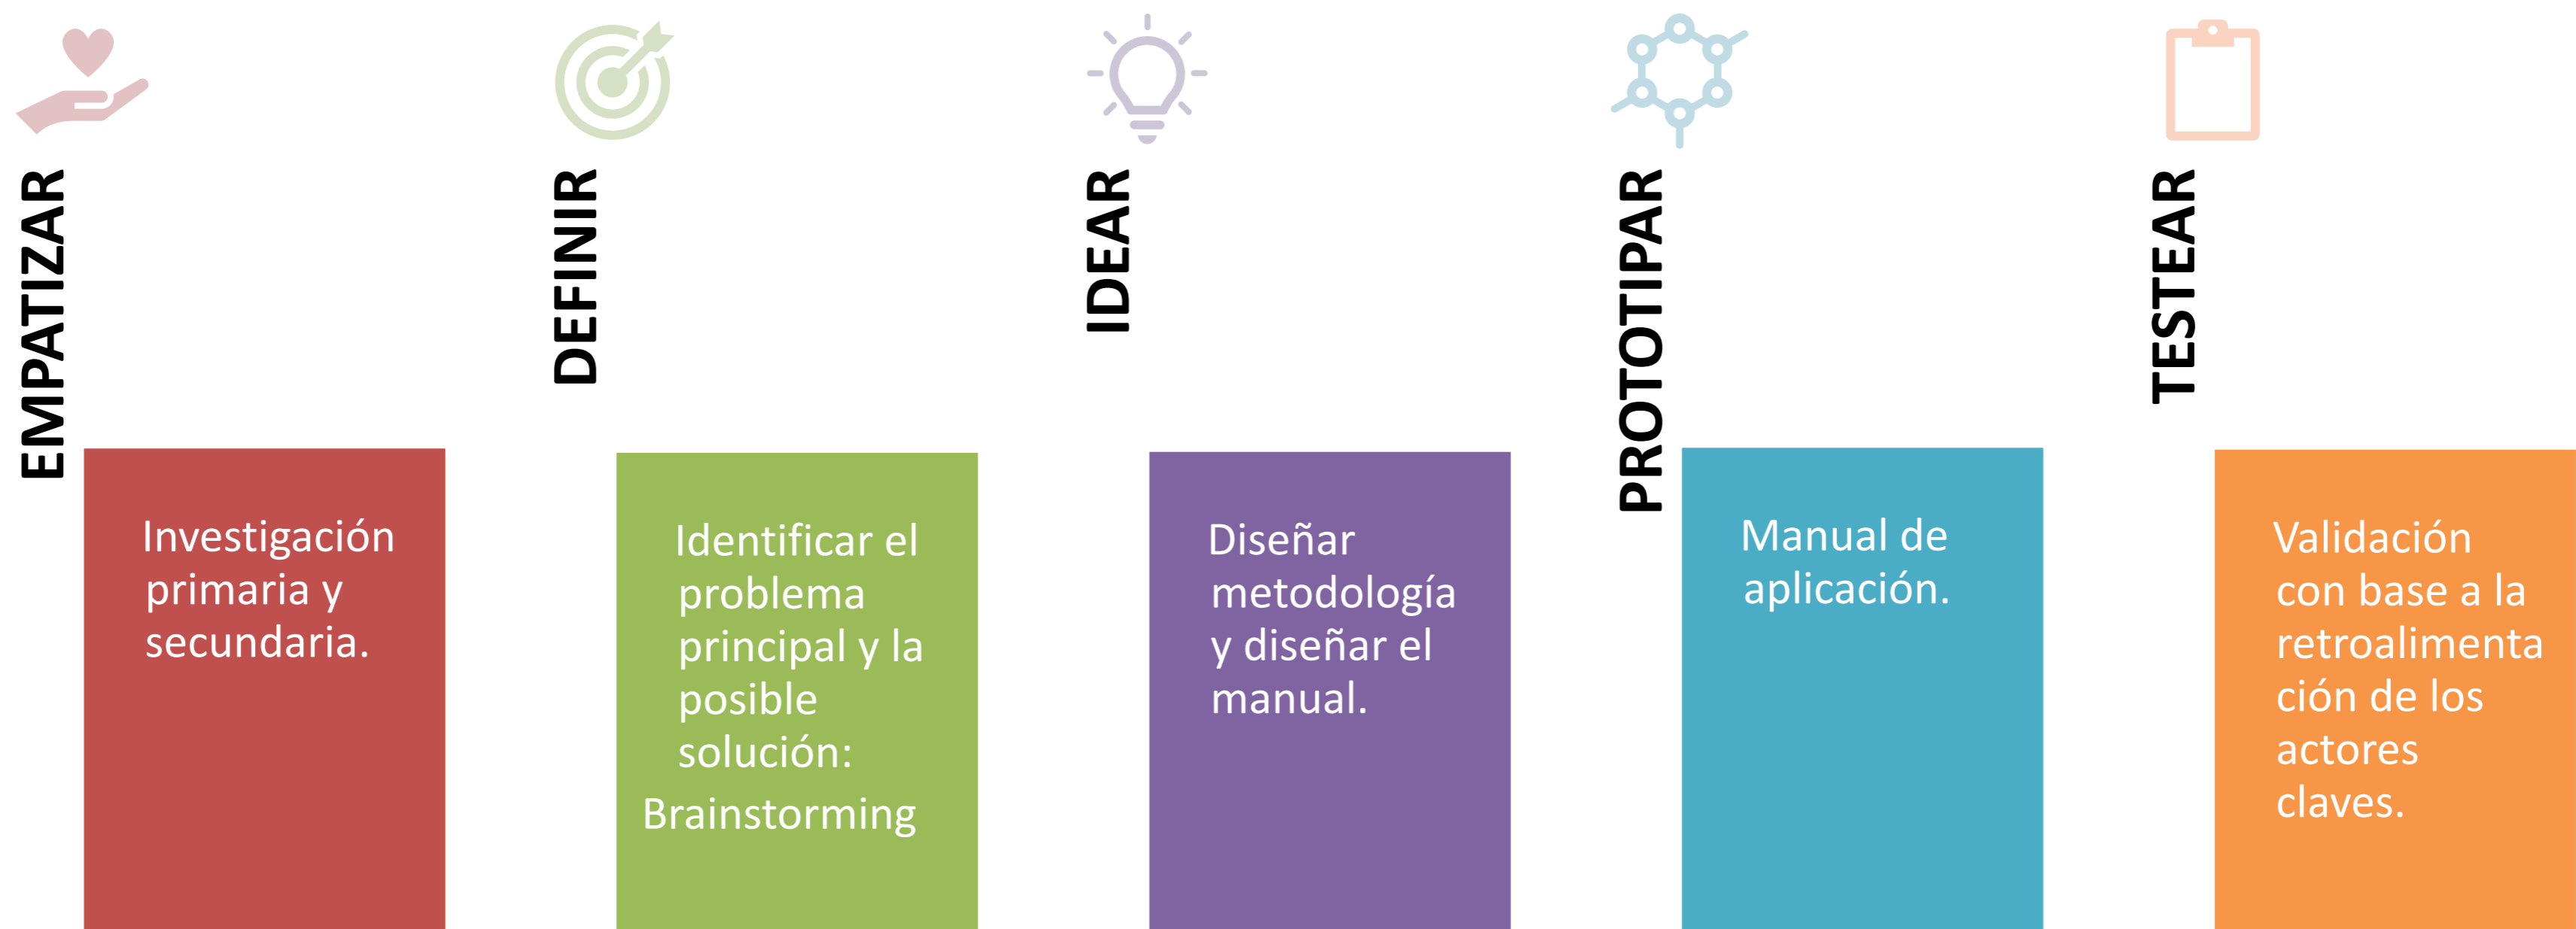 EMPATIZAR
Investigación
primaria y
secundaria.
DEFINIR
Identificar el
problema
principal y la
posible
solución:
Brainstorming
IDEAR
Diseñar
metodología
y diseñar el
manual.
PROTOTIPAR
Manual de
aplicación.
TESTEAR
Validación
con base a la
retroalimenta
ción de los
actores
claves.